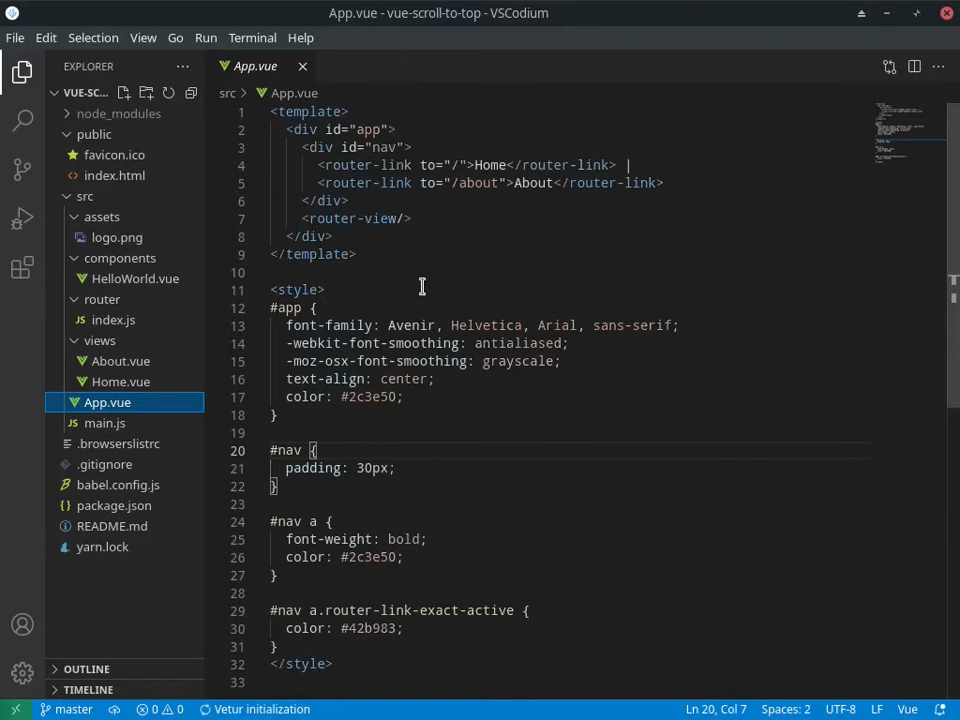 App.vue - vue-scroll-to-top - VSCodium
File Edit Selection View Go Run Terminal Help
EXPLORER
VUE-SC...
node_modules
public
favicon.ico
index.html
src
assets
logo.png
components
HelloWorld.vue
router
JS index.js
views
About.vue
Home.vue
App.vue
JS main.js
.browserslistrc
.gitignore
babel.config.js
package.json
README.md
yarn.lock
OUTLINE
TIMELINE
App.vue
src > App.vue
1 <template>
2 <div id="app">
3 <div id="nav">
4 <router-link to="/">Home</router-link> |
5 <router-link to="/about">About</router-link>
6 </div>
7 <router-view/>
8 </div>
9 </template>
10
11 <style>
12 #app {
13 font-family: Avenir, Helvetica, Arial, sans-serif;
14 -webkit-font-smoothing: antialiased;
15 -moz-osx-font-smoothing: grayscale;
16 text-align: center;
17 color: #2c3e50;
18 }
19
20 #nav {
21 padding: 30px;
22 }
23
24 #nav a {
25 font-weight: bold;
26 color: #2c3e50;
27 }
28
29 #nav a.router-link-exact-active {
30 color: #42b983;
31 }
32 </style>
33
master 0 0 Vetur initialization Ln 20, Col 7 Spaces: 2 UTF-8 LF Vue